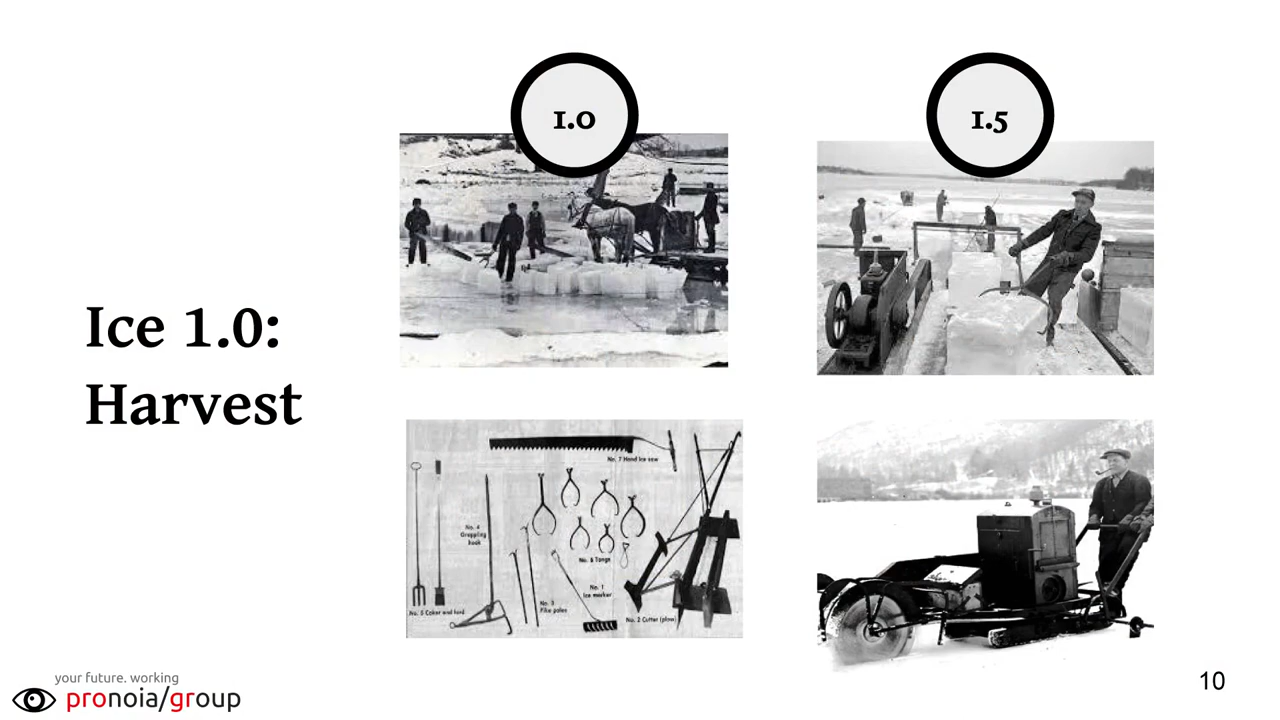 1.0
1.5
Ice 1.0:
Harvest
No. 7 Hand ice saw
No. 4
Grappling
hook
No. 6 Tongs
No. 1
Ice marker
No. 3
Pike poles
No. 5 Caker and
No. 2 Cutter (plow)
your future. working
pronoia/group
10